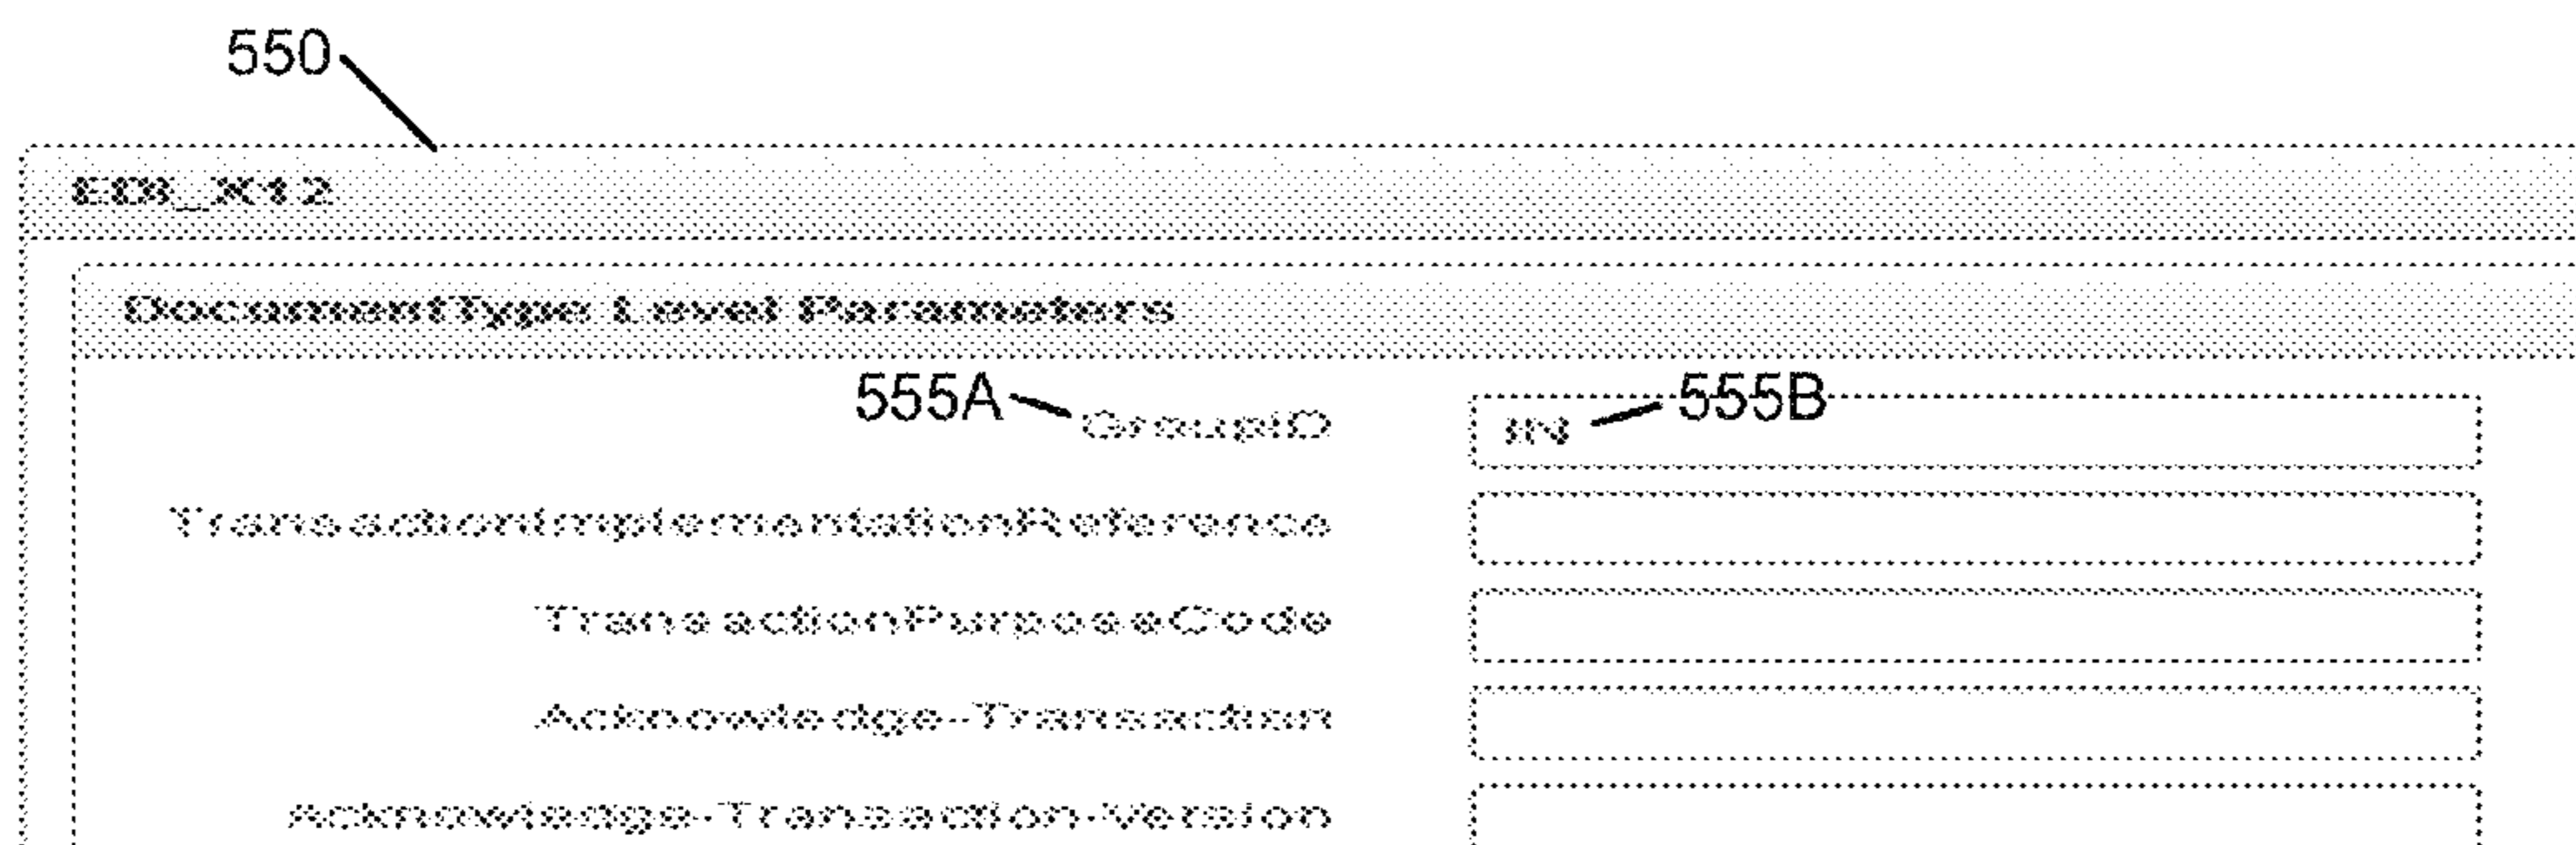 550
EDI_X12
DocumentType Level Parameters
555A GroupID IN 555B
TransactionImplementationReference
TransactionPurposeCode
Acknowledge-Transaction
Acknowledge-Transaction-Version